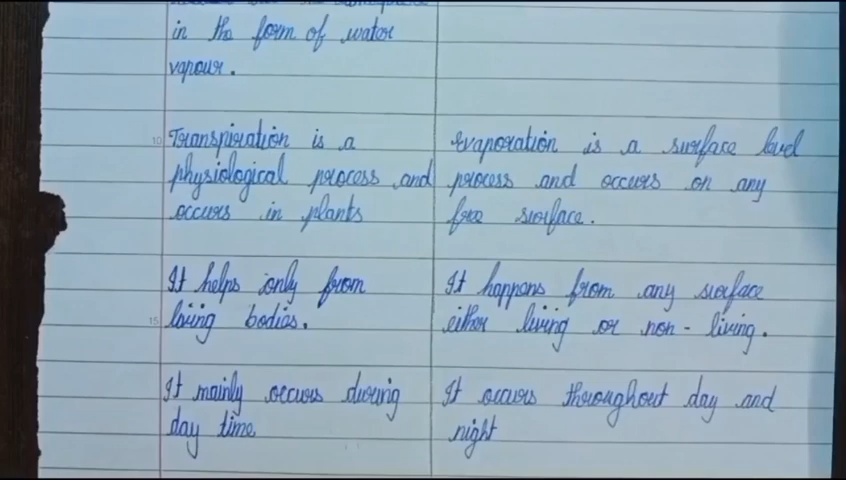 in the form of water
vapour.
10
Transpiration is a
physiological process and
occurs in plants
Evaporation is a surface level
process and occurs on any
free surface.
It helps only from
living bodies.
15
It happens from any surface
either living or non-living.
It mainly occurs during
day time
It occurs throughout day and
night